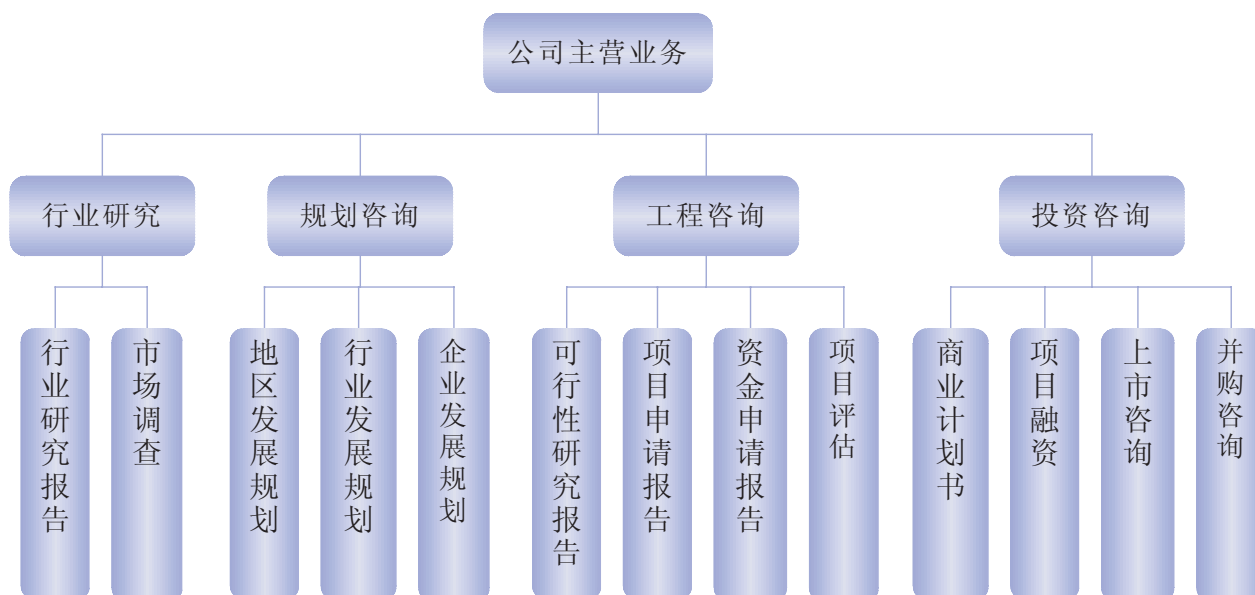 公司主营业务
行业研究
规划咨询
工程咨询
投资咨询
行业研究报告
市场调查
地区发展规划
行业发展规划
企业发展规划
可行性研究报告
项目申请报告
资金申请报告
项目评估
商业计划书
项目融资
上市咨询
并购咨询